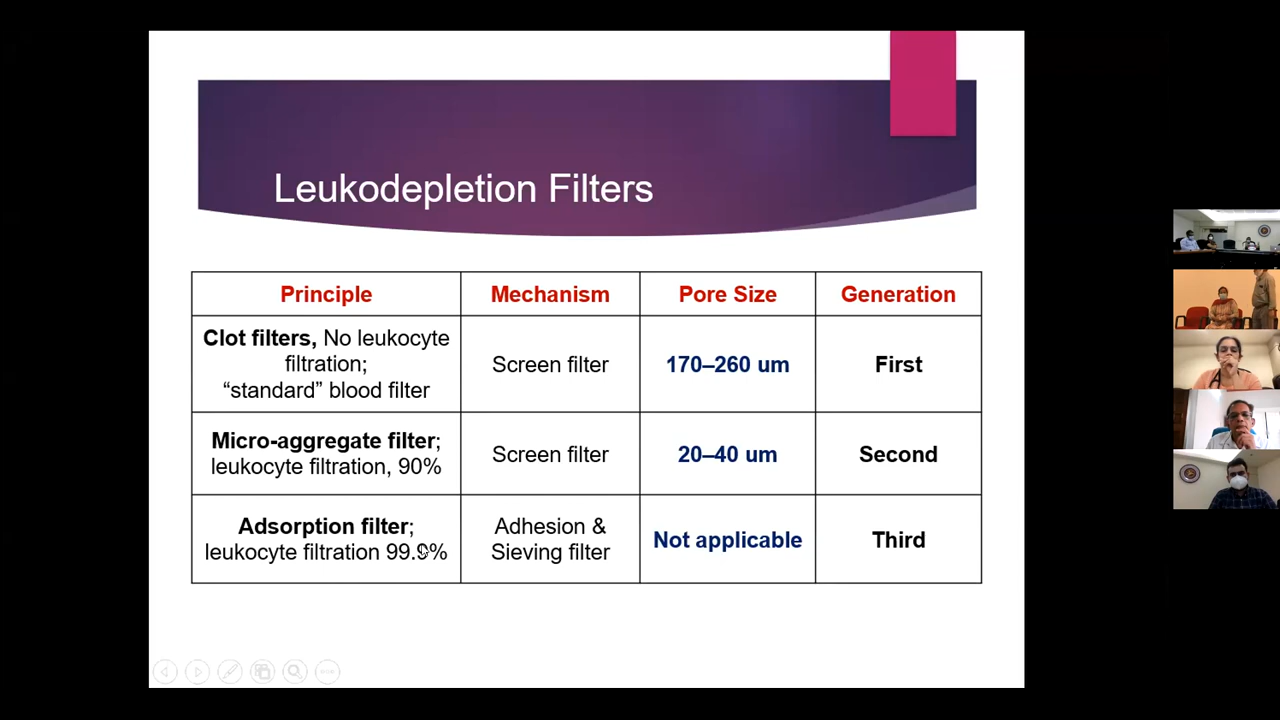 Leukodepletion Filters
Principle Mechanism Pore Size Generation
Clot filters, No leukocyte
filtration;
“standard” blood filter
Screen filter
170–260 um
First
Micro-aggregate filter;
leukocyte filtration, 90%
Screen filter
20–40 um
Second
Adsorption filter;
leukocyte filtration 99.9%
Adhesion &
Sieving filter
Not applicable
Third